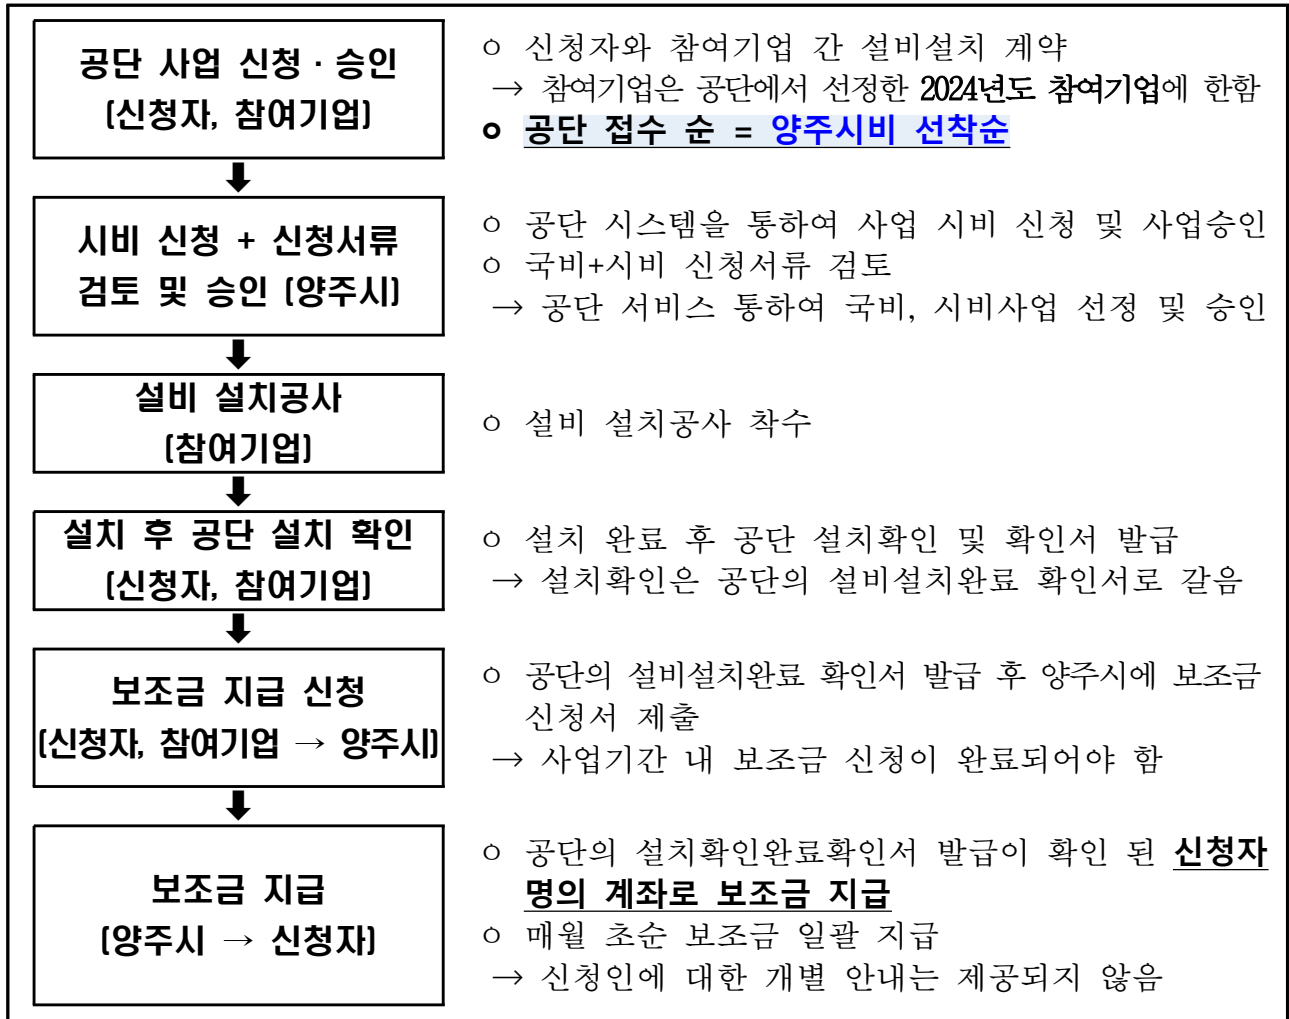 공단 사업 신청 · 승인
(신청자, 참여기업)
ㅇ 신청자와 참여기업 간 설비설치 계약
→ 참여기업은 공단에서 선정한 2024년도 참여기업에 한함
ㅇ 공단 접수 순 = 양주시비 선착순
시비 신청 + 신청서류
검토 및 승인 (양주시)
ㅇ 공단 시스템을 통하여 사업 시비 신청 및 사업승인
ㅇ 국비+시비 신청서류 검토
→ 공단 서비스 통하여 국비, 시비사업 선정 및 승인
설비 설치공사
(참여기업)
ㅇ 설비 설치공사 착수
설치 후 공단 설치 확인
(신청자, 참여기업)
ㅇ 설치 완료 후 공단 설치확인 및 확인서 발급
→ 설치확인은 공단의 설비설치완료 확인서로 갈음
보조금 지급 신청
(신청자, 참여기업 → 양주시)
ㅇ 공단의 설비설치완료 확인서 발급 후 양주시에 보조금
신청서 제출
→ 사업기간 내 보조금 신청이 완료되어야 함
보조금 지급
(양주시 → 신청자)
ㅇ 공단의 설치확인완료확인서 발급이 확인 된 신청자
명의 계좌로 보조금 지급
ㅇ 매월 초순 보조금 일괄 지급
→ 신청인에 대한 개별 안내는 제공되지 않음